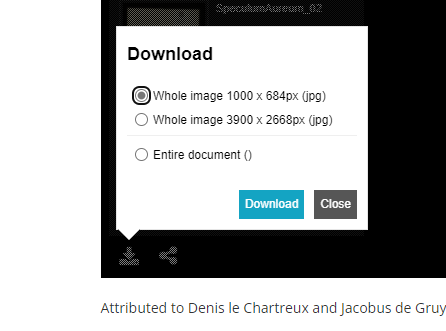 SpeculumAureum_02
Download
Whole image 1000 x 684px (jpg)
Whole image 3900 x 2668px (jpg)
Entire document ()
Download Close
Attributed to Denis le Chartreux and Jacobus de Gruy